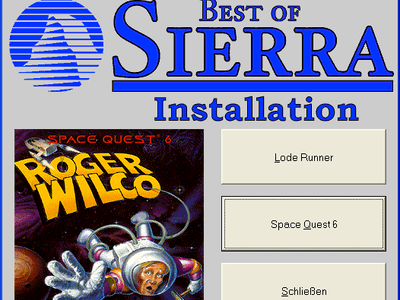 BEST OF
SIERRA
Installation
SPACE QUEST 6
ROGER
WILCO
Lode Runner
Space Quest 6
Schließen